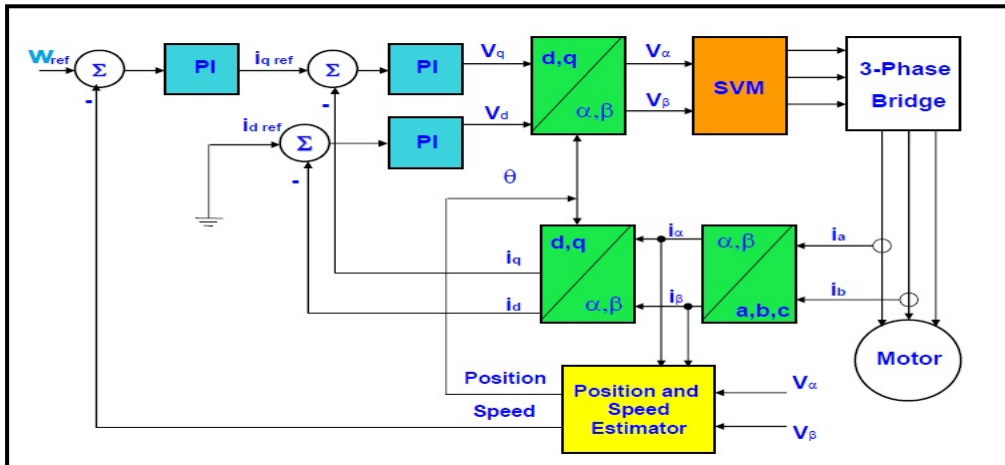 Wref
Σ
-
PI
iq ref
Σ
-
PI
Vq
d,q
α,β
Vα
Vβ
SVM
3-Phase
Bridge
id ref
Σ
-
PI
Vd
θ
d,q
α,β
iα
iβ
α,β
a,b,c
ia
ib
iq
id
Motor
Position
Speed
Position and
Speed
Estimator
Vα
Vβ